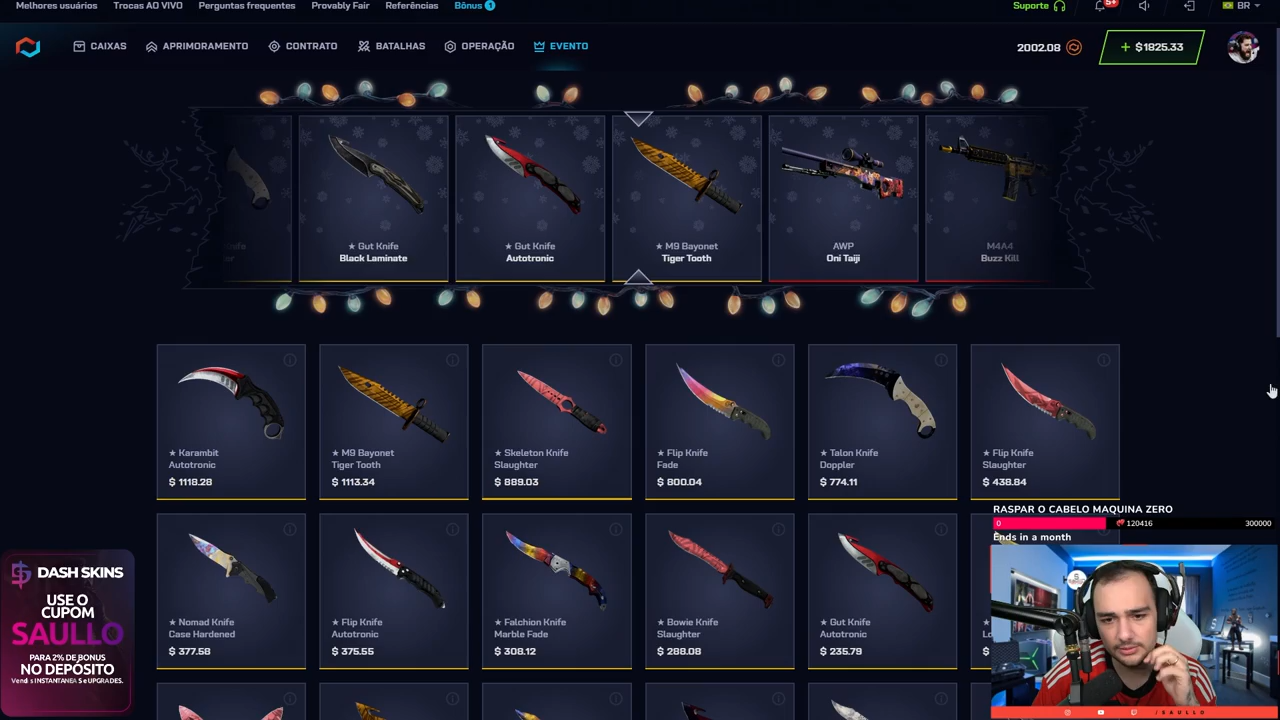 Melhores usuários
Trocas AO VIVO
Perguntas frequentes
Provably Fair
Referências
Bônus 1
Suporte
5+
BR
CAIXAS
APRIMORAMENTO
CONTRATO
BATALHAS
OPERAÇÃO
EVENTO
2002.08
+ $1825.33
★ Gut Knife
Black Laminate
★ Gut Knife
Autotronic
★ M9 Bayonet
Tiger Tooth
AWP
Oni Taiji
M4A4
Buzz Kill
★ Karambit
Autotronic
$ 1118.28
★ M9 Bayonet
Tiger Tooth
$ 1113.34
★ Skeleton Knife
Slaughter
$ 889.03
★ Flip Knife
Fade
$ 800.04
★ Talon Knife
Doppler
$ 774.11
★ Flip Knife
Slaughter
$ 438.84
★ Nomad Knife
Case Hardened
$ 377.58
★ Flip Knife
Autotronic
$ 375.55
★ Falchion Knife
Marble Fade
$ 308.12
★ Bowie Knife
Slaughter
$ 288.08
★ Gut Knife
Autotronic
$ 235.79
RASPAR O CABELO MAQUINA ZERO
0 120416 300000
Ends in a month
DASH SKINS
USE O
CUPOM
SAULLO
PARA 2% DE BONUS
NO DEPÓSITO
Vendas INSTANTANEAS e UPGRADES.
/SAULLO